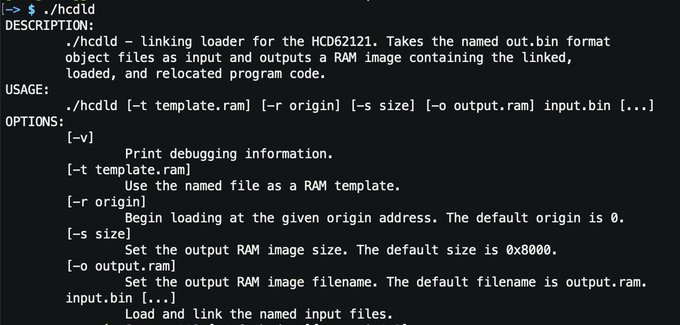 [-> $ ./hcdld
DESCRIPTION:
./hcdld - linking loader for the HCD62121. Takes the named out.bin format
object files as input and outputs a RAM image containing the linked,
loaded, and relocated program code.
USAGE:
./hcdld [-t template.ram] [-r origin] [-s size] [-o output.ram] input.bin [...]
OPTIONS:
[-v]
Print debugging information.
[-t template.ram]
Use the named file as a RAM template.
[-r origin]
Begin loading at the given origin address. The default origin is 0.
[-s size]
Set the output RAM image size. The default size is 0x8000.
[-o output.ram]
Set the output RAM image filename. The default filename is output.ram.
input.bin [...]
Load and link the named input files.